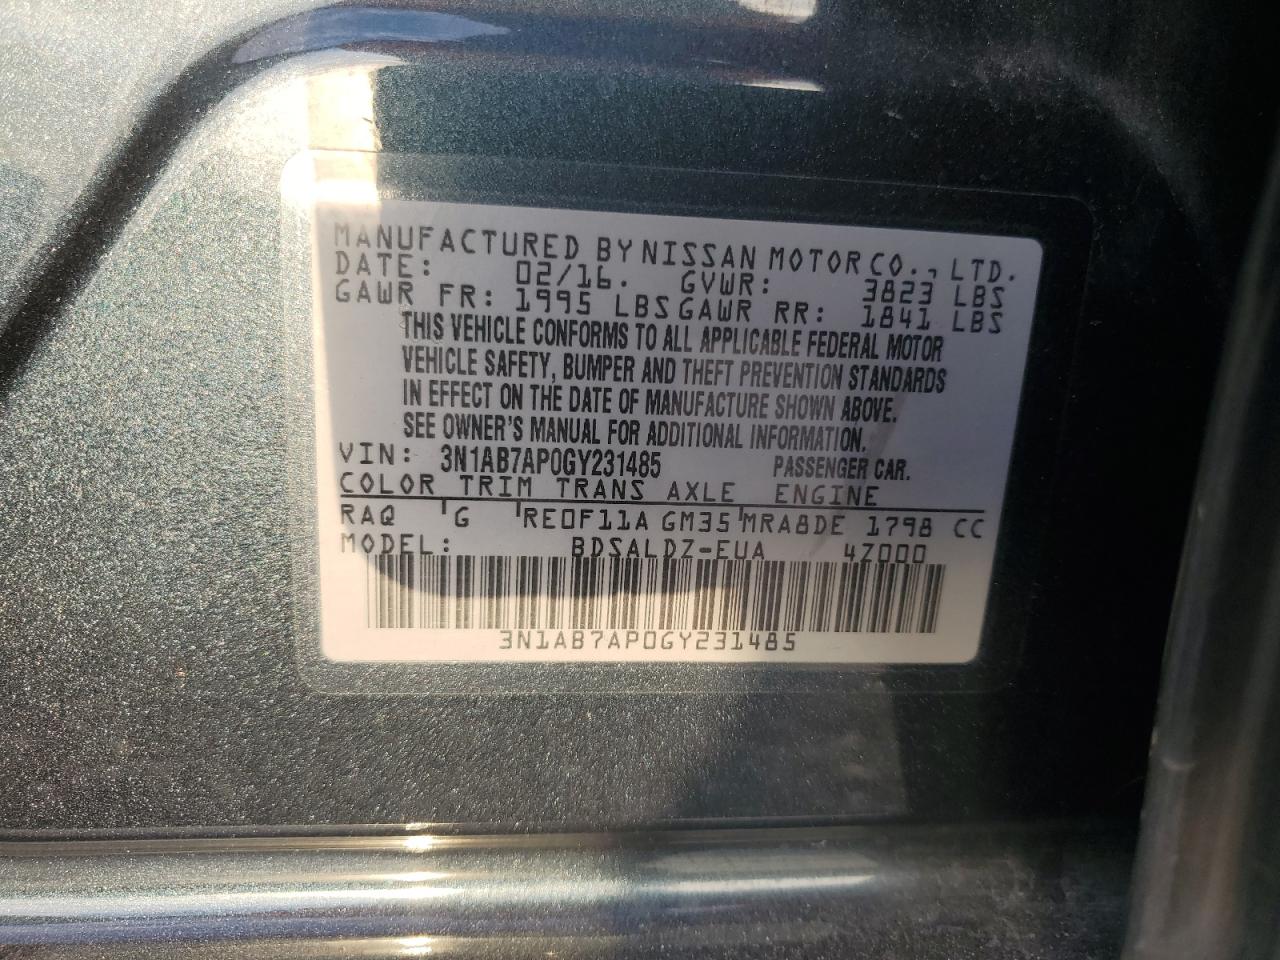 MANUFACTURED BY NISSAN MOTOR CO., LTD.
DATE: 02/16. GVWR: 3823 LBS
GAWR FR: 1995 LBS GAWR RR: 1841 LBS
THIS VEHICLE CONFORMS TO ALL APPLICABLE FEDERAL MOTOR
VEHICLE SAFETY, BUMPER AND THEFT PREVENTION STANDARDS
IN EFFECT ON THE DATE OF MANUFACTURE SHOWN ABOVE.
SEE OWNER'S MANUAL FOR ADDITIONAL INFORMATION.
VIN: 3N1AB7AP0GY231485 PASSENGER CAR.
COLOR TRIM TRANS AXLE ENGINE
RAQ G RE0F11A GM35 MRA8DE 1798 CC
MODEL: BDSALDZ-EUA 4Z000
3N1AB7AP0GY231485